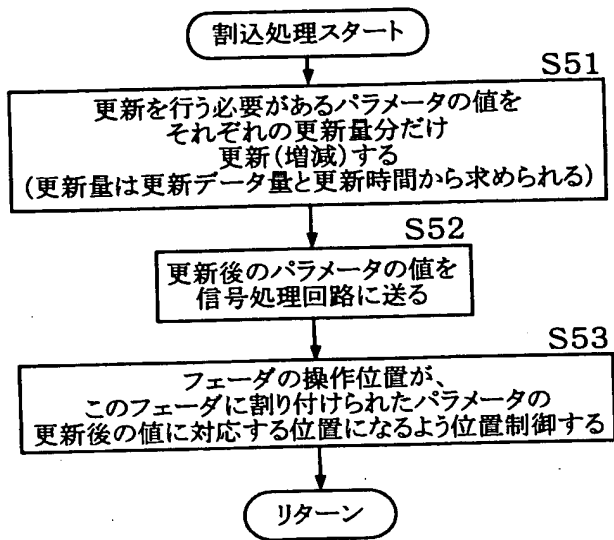 割込処理スタート
S51
更新を行う必要があるパラメータの値を
それぞれの更新量分だけ
更新(増減)する
(更新量は更新データ量と更新時間から求められる)
S52
更新後のパラメータの値を
信号処理回路に送る
S53
フェーダの操作位置が、
このフェーダに割り付けられたパラメータの
更新後の値に対応する位置になるよう位置制御する
リターン